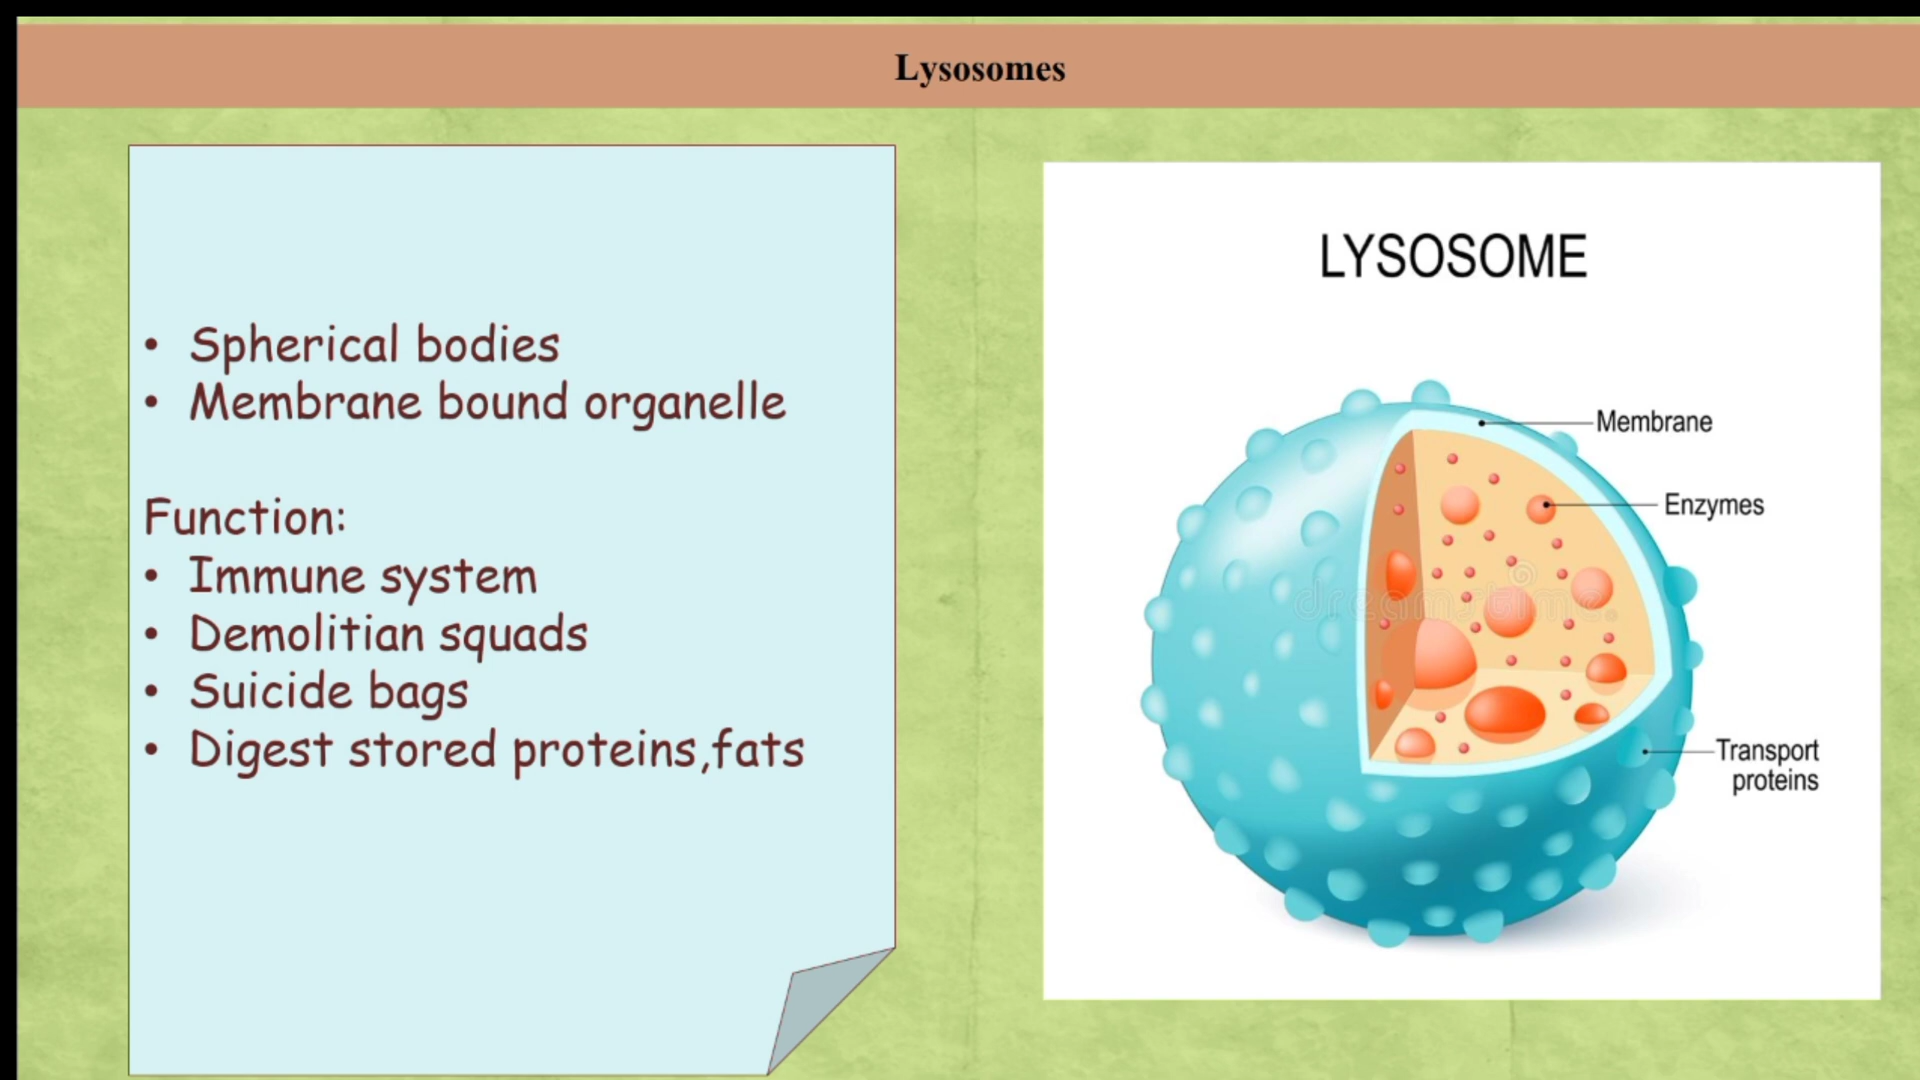 Lysosomes
• Spherical bodies
• Membrane bound organelle
Function:
• Immune system
• Demolitian squads
• Suicide bags
• Digest stored proteins,fats
LYSOSOME
Membrane
Enzymes
dreamstime.
Transport
proteins